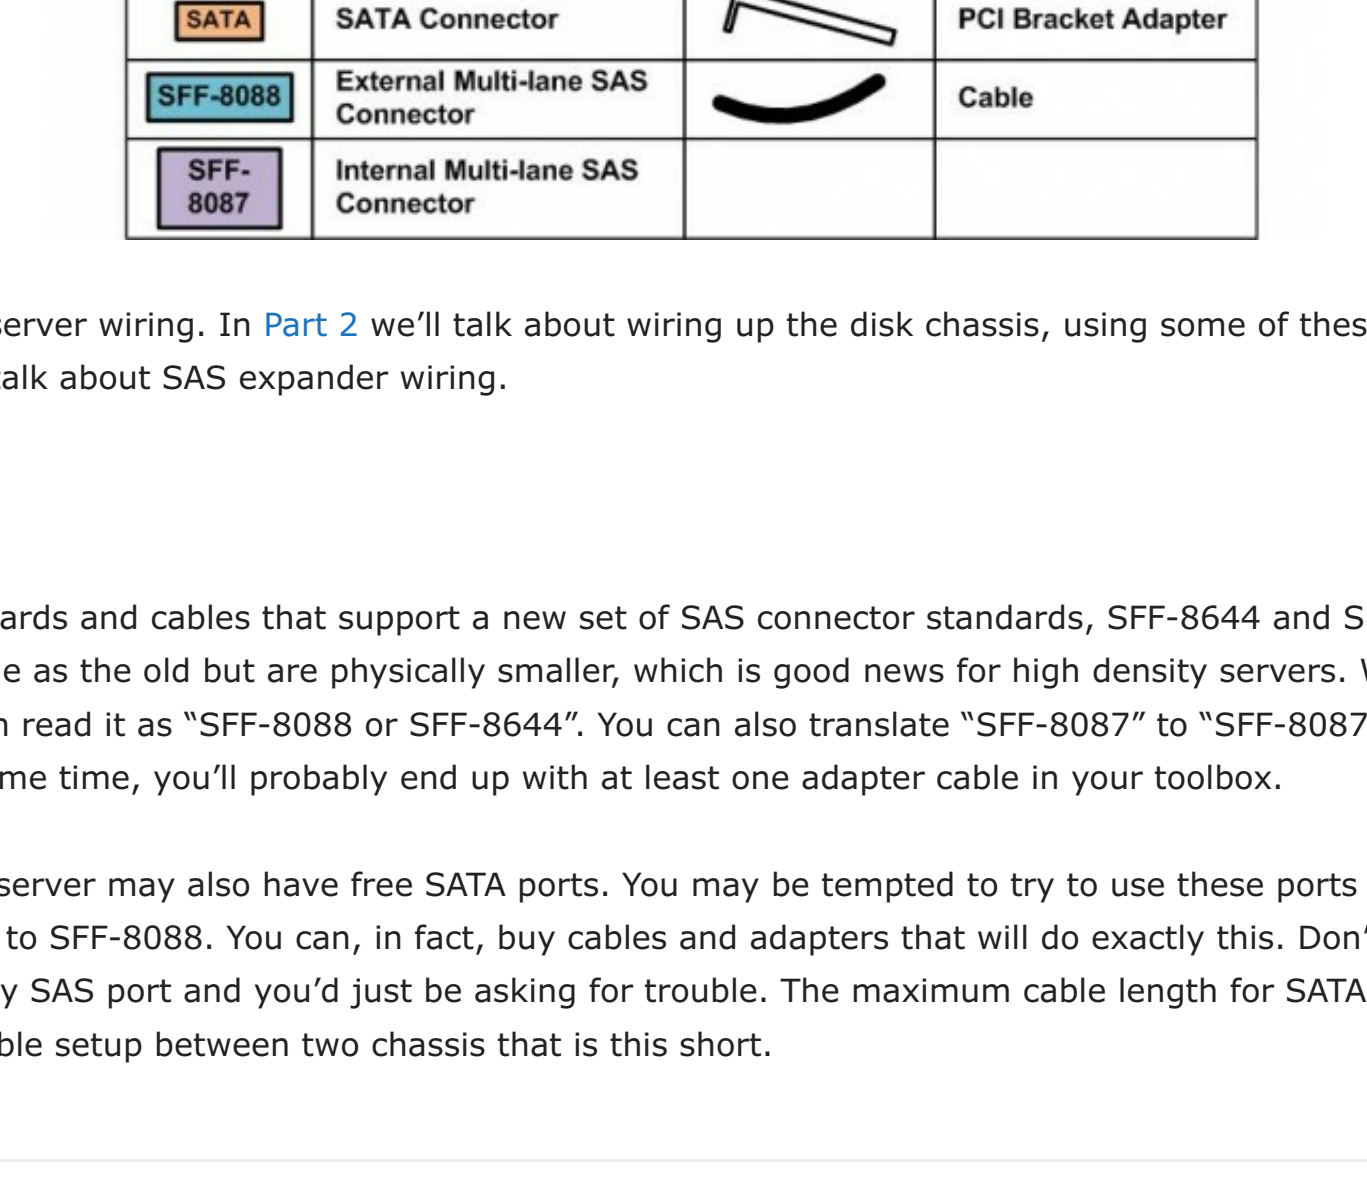 SATA SATA Connector PCI Bracket Adapter
SFF-8088 External Multi-lane SAS Connector Cable
SFF-8087 Internal Multi-lane SAS Connector
server wiring. In Part 2 we’ll talk about wiring up the disk chassis, using some of thes
talk about SAS expander wiring.
ards and cables that support a new set of SAS connector standards, SFF-8644 and S
e as the old but are physically smaller, which is good news for high density servers.
n read it as “SFF-8088 or SFF-8644”. You can also translate “SFF-8087” to “SFF-8087
me time, you’ll probably end up with at least one adapter cable in your toolbox.
server may also have free SATA ports. You may be tempted to try to use these ports
to SFF-8088. You can, in fact, buy cables and adapters that will do exactly this. Don’
y SAS port and you’d just be asking for trouble. The maximum cable length for SATA
ble setup between two chassis that is this short.